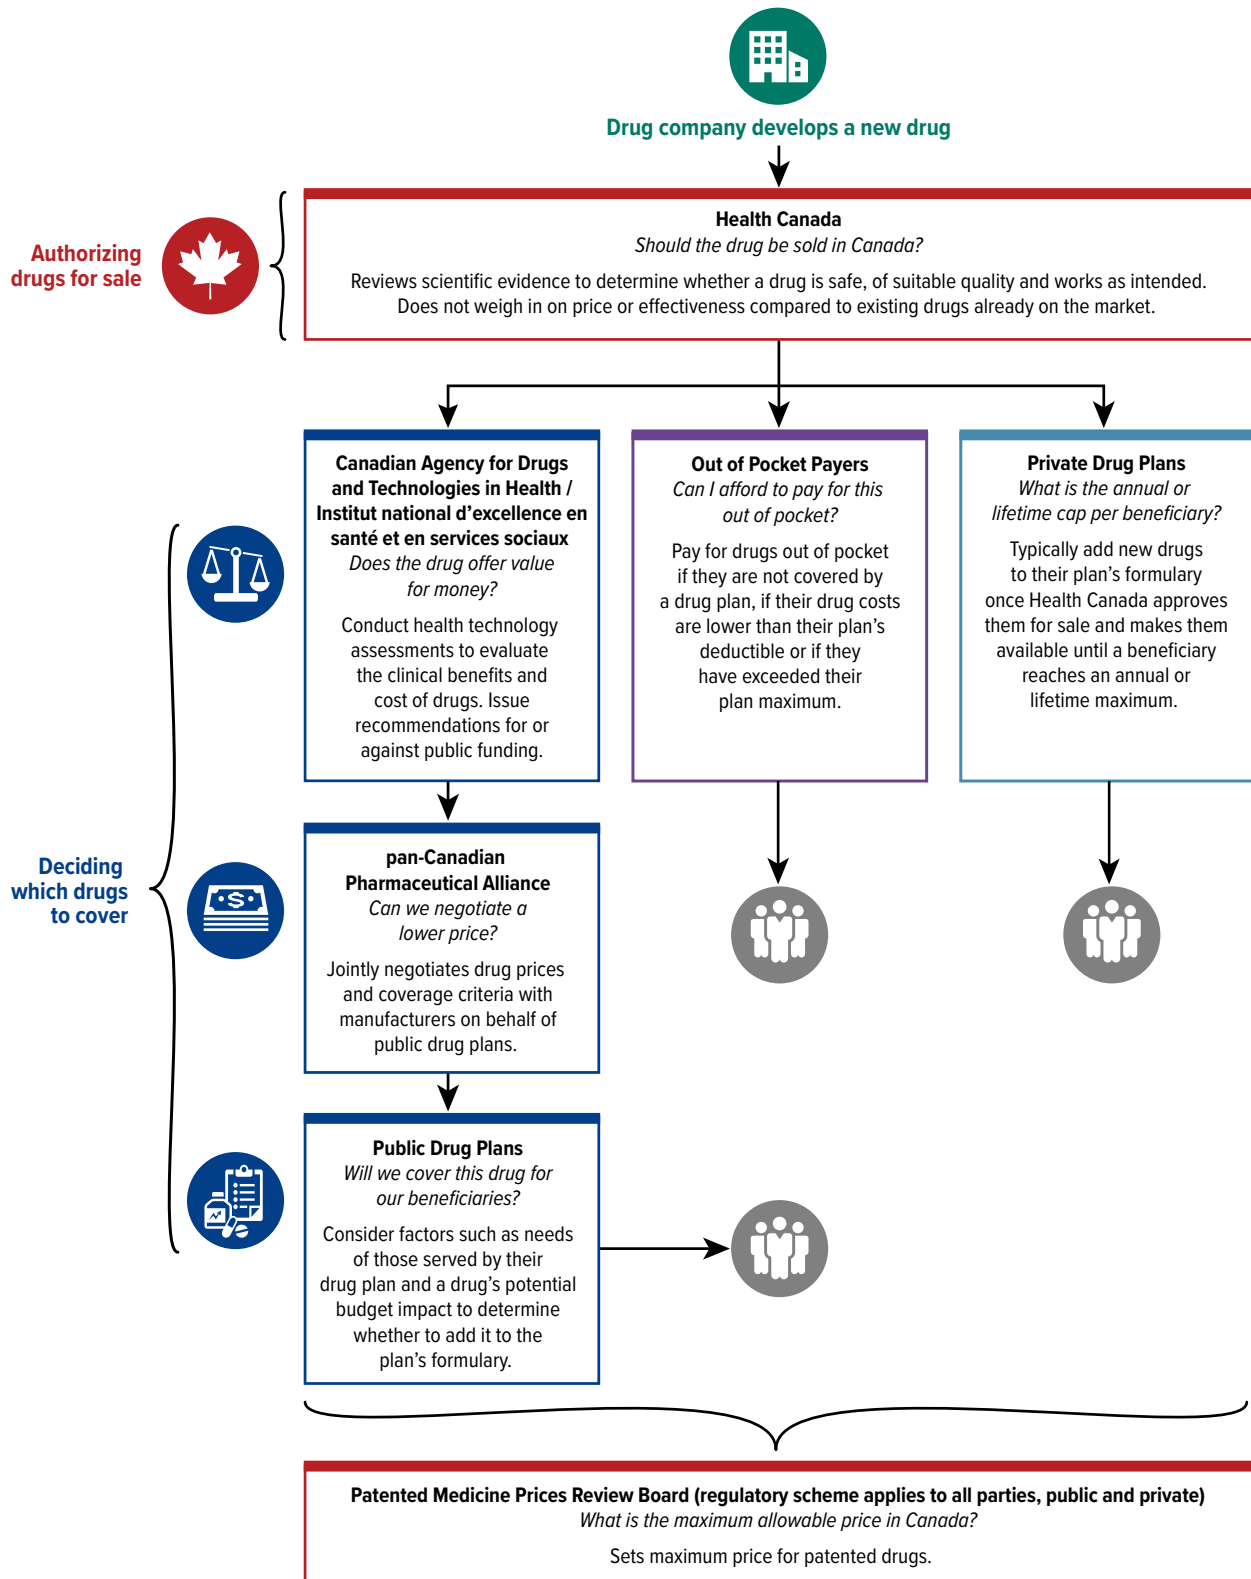 Drug company develops a new drug
Authorizing
drugs for sale
Health Canada
Should the drug be sold in Canada?
Reviews scientific evidence to determine whether a drug is safe, of suitable quality and works as intended.
Does not weigh in on price or effectiveness compared to existing drugs already on the market.
Canadian Agency for Drugs
and Technologies in Health /
Institut national d'excellence en
santé et en services sociaux
Does the drug offer value
for money?
Conduct health technology
assessments to evaluate
the clinical benefits and
cost of drugs. Issue
recommendations for or
against public funding.
Out of Pocket Payers
Can I afford to pay for this
out of pocket?
Pay for drugs out of pocket
if they are not covered by
a drug plan, if their drug costs
are lower than their plan's
deductible or if they
have exceeded their
plan maximum.
Private Drug Plans
What is the annual or
lifetime cap per beneficiary?
Typically add new drugs
to their plan's formulary
once Health Canada approves
them for sale and makes them
available until a beneficiary
reaches an annual or
lifetime maximum.
Deciding
which drugs
to cover
$
pan-Canadian
Pharmaceutical Alliance
Can we negotiate a
lower price?
Jointly negotiates drug prices
and coverage criteria with
manufacturers on behalf of
public drug plans.
Public Drug Plans
Will we cover this drug for
our beneficiaries?
Consider factors such as needs
of those served by their
drug plan and a drug's potential
budget impact to determine
whether to add it to the
plan's formulary.
Patented Medicine Prices Review Board (regulatory scheme applies to all parties, public and private)
What is the maximum allowable price in Canada?
Sets maximum price for patented drugs.